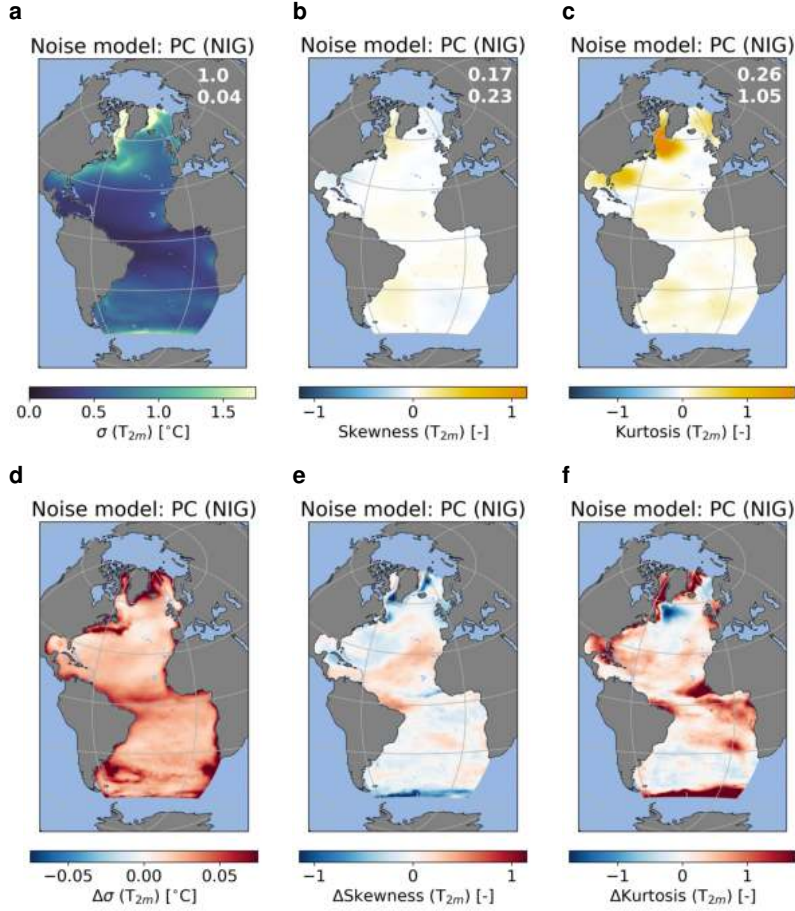 a
b
c
Noise model: PC (NIG)
Noise model: PC (NIG)
Noise model: PC (NIG)
1.0
0.04
0.17
0.23
0.26
1.05
0.0 0.5 1.0 1.5
σ (T2m) [°C]
−1 0 1
Skewness (T2m) [-]
−1 0 1
Kurtosis (T2m) [-]
d
e
f
Noise model: PC (NIG)
Noise model: PC (NIG)
Noise model: PC (NIG)
−0.05 0.00 0.05
Δσ (T2m) [°C]
−1 0 1
ΔSkewness (T2m) [-]
−1 0 1
ΔKurtosis (T2m) [-]